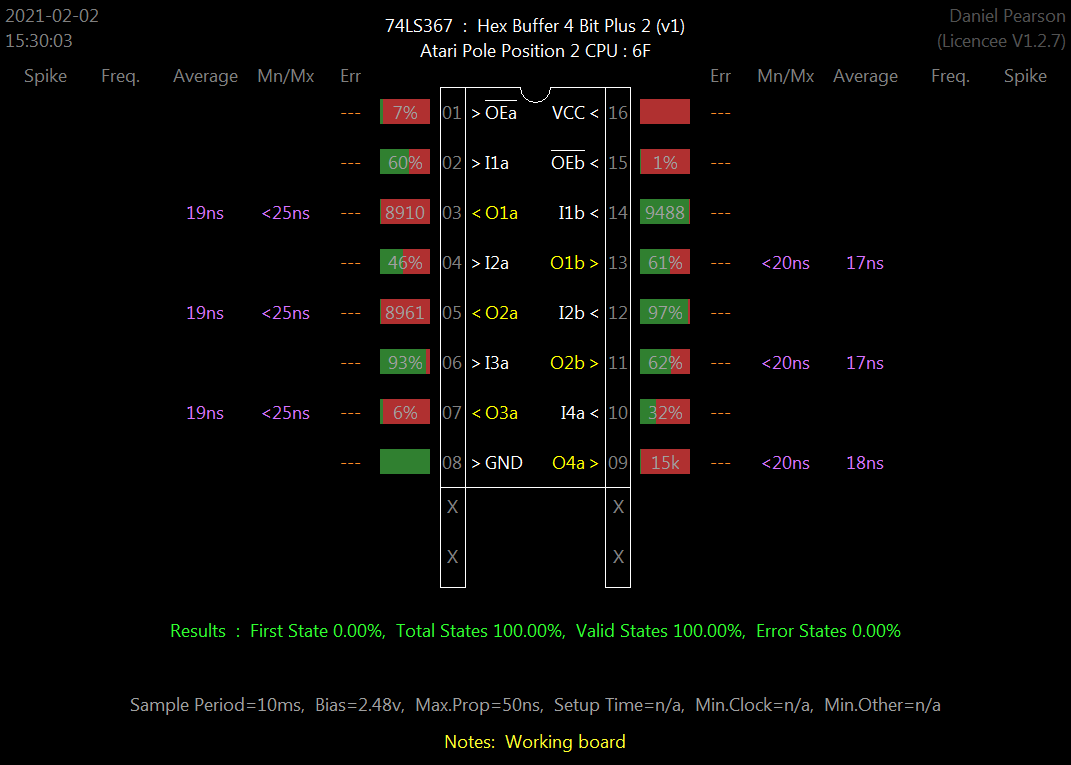 2021-02-02 74LS367 : Hex Buffer 4 Bit Plus 2 (v1) Daniel Pearson
15:30:03 Atari Pole Position 2 CPU : 6F (Licencee V1.2.7)
Spike Freq. Average Mn/Mx Err Err Mn/Mx Average Freq. Spike
--- 7% 01 > OEa VCC < 16 ---
--- 60% 02 > I1a OEb < 15 1% ---
19ns <25ns --- 8910 03 < O1a I1b < 14 9488 ---
--- 46% 04 > I2a O1b > 13 61% --- <20ns 17ns
19ns <25ns --- 8961 05 < O2a I2b < 12 97% ---
--- 93% 06 > I3a O2b > 11 62% --- <20ns 17ns
19ns <25ns --- 6% 07 < O3a I4a < 10 32% ---
--- 08 > GND O4a > 09 15k --- <20ns 18ns
X X
X X
Results : First State 0.00%, Total States 100.00%, Valid States 100.00%, Error States 0.00%
Sample Period=10ms, Bias=2.48v, Max.Prop=50ns, Setup Time=n/a, Min.Clock=n/a, Min.Other=n/a
Notes: Working board